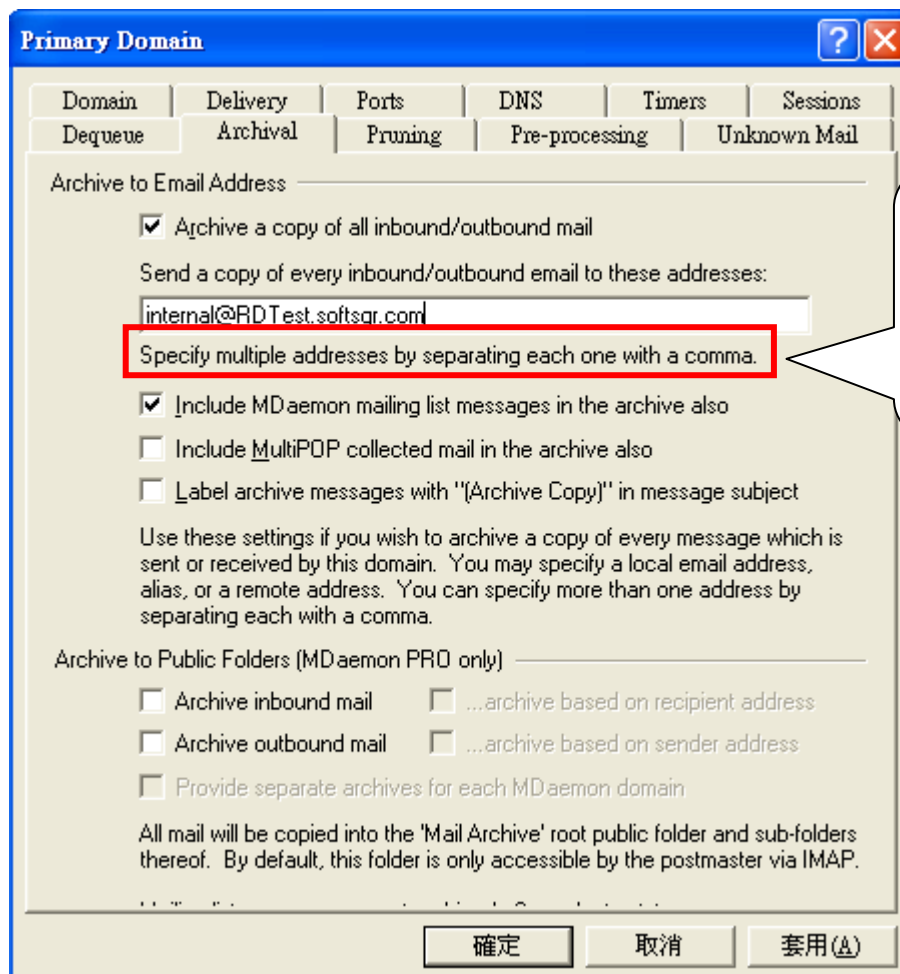 Primary Domain
Domain Delivery Ports DNS Timers Sessions
Dequeue Archival Pruning Pre-processing Unknown Mail
Archive to Email Address
Archive a copy of all inbound/outbound mail
Send a copy of every inbound/outbound email to these addresses:
internal@RDTest.softsqr.com
Specify multiple addresses by separating each one with a comma.
Include MDaemon mailing list messages in the archive also
Include MultiPOP collected mail in the archive also
Label archive messages with "(Archive Copy)" in message subject
Use these settings if you wish to archive a copy of every message which is
sent or received by this domain.  You may specify a local email address,
alias, or a remote address.  You can specify more than one address by
separating each with a comma.
Archive to Public Folders (MDaemon PRO only)
Archive inbound mail ...archive based on recipient address
Archive outbound mail ...archive based on sender address
Provide separate archives for each MDaemon domain
All mail will be copied into the 'Mail Archive' root public folder and sub-folders
thereof.  By default, this folder is only accessible by the postmaster via IMAP.
確定 取消 套用(A)